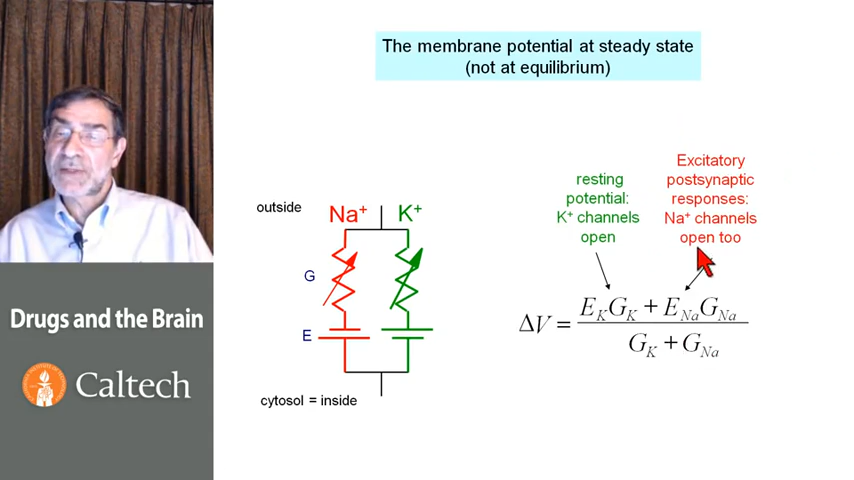 The membrane potential at steady state
(not at equilibrium)
Excitatory
postsynaptic
responses:
Na⁺ channels
open too
resting
potential:
K⁺ channels
open
outside
Na⁺
K⁺
G
E
cytosol = inside
ΔV = (E_K G_K + E_Na G_Na) / (G_K + G_Na)
Drugs and the Brain
Caltech